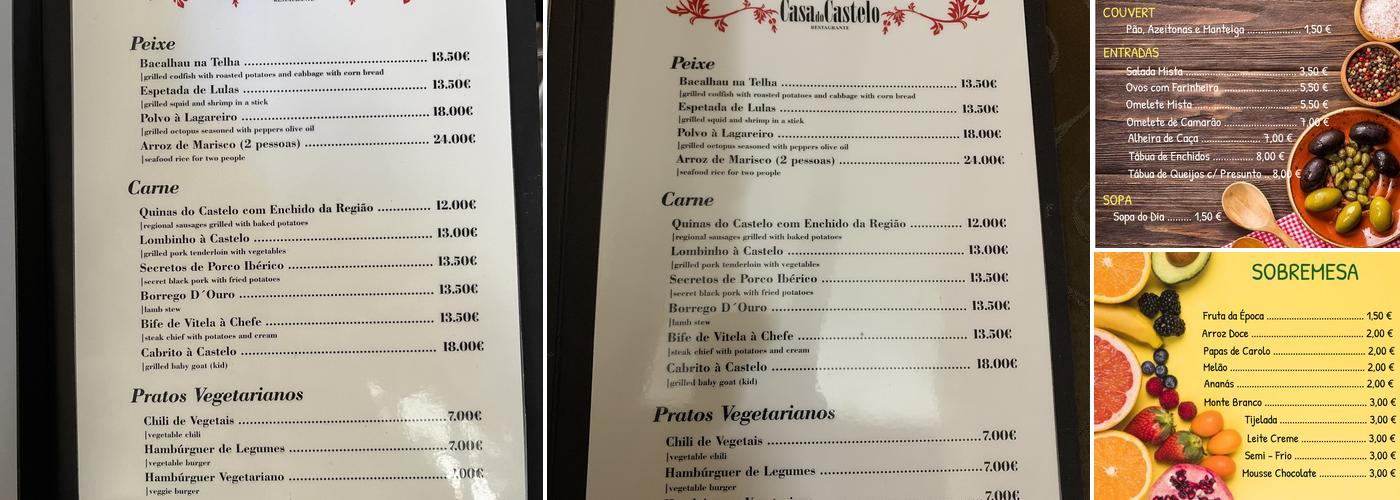 RESTAURANTE
Peixe
Bacalhau na Telha ........ 13.50€
|grilled codfish with roasted potatoes and cabbage with corn bread
Espetada de Lulas ........ 13.50€
|grilled squid and shrimp in a stick
Polvo à Lagareiro ........ 18.00€
|grilled octopus seasoned with peppers olive oil
Arroz de Marisco (2 pessoas) ........ 24.00€
|seafood rice for two people
Carne
Quinas do Castelo com Enchido da Região ........ 12.00€
|regional sausages grilled with baked potatoes
Lombinho à Castelo ........ 13.00€
|grilled pork tenderloin with vegetables
Secretos de Porco Ibérico ........ 13.50€
|secret black pork with fried potatoes
Borrego D´Ouro ........ 13.50€
|lamb stew
Bife de Vitela à Chefe ........ 13.50€
|steak chief with potatoes and cream
Cabrito à Castelo ........ 18.00€
|grilled baby goat (kid)
Pratos Vegetarianos
Chili de Vegetais ........ 7.00€
|vegetable chili
Hambúrguer de Legumes ........ 7.00€
|vegetable burger
Hambúrguer Vegetariano ........ 7.00€
|veggie burger
Casa do Castelo
RESTAURANTE
Peixe
Bacalhau na Telha ........ 13.50€
|grilled codfish with roasted potatoes and cabbage with corn bread
Espetada de Lulas ........ 13.50€
|grilled squid and shrimp in a stick
Polvo à Lagareiro ........ 18.00€
|grilled octopus seasoned with peppers olive oil
Arroz de Marisco (2 pessoas) ........ 24.00€
|seafood rice for two people
Carne
Quinas do Castelo com Enchido da Região ........ 12.00€
|regional sausages grilled with baked potatoes
Lombinho à Castelo ........ 13.00€
|grilled pork tenderloin with vegetables
Secretos de Porco Ibérico ........ 13.50€
|secret black pork with fried potatoes
Borrego D´Ouro ........ 13.50€
|lamb stew
Bife de Vitela à Chefe ........ 13.50€
|steak chief with potatoes and cream
Cabrito à Castelo ........ 18.00€
|grilled baby goat (kid)
Pratos Vegetarianos
Chili de Vegetais ........ 7.00€
|vegetable chili
Hambúrguer de Legumes ........ 7.00€
|vegetable burger
7.00€
COUVERT
Pão, Azeitonas e Manteiga ........ 1,50 €
ENTRADAS
Salada Mista ........ 3,50 €
Ovos com Farinheira ........ 5,50 €
Omelete Mista ........ 5,50 €
Omelete de Camarão ........ 7,00 €
Alheira de Caça ........ 7,00 €
Tábua de Enchidos ........ 8,00 €
Tábua de Queijos c/ Presunto .. 8,00 €
SOPA
Sopa do Dia ........ 1,50 €
SOBREMESA
Fruta da Época ........ 1,50 €
Arroz Doce ........ 2,00 €
Papas de Carolo ........ 2,00 €
Melão ........ 2,00 €
Ananás ........ 2,00 €
Monte Branco ........ 3,00 €
Tijelada ........ 3,00 €
Leite Creme ........ 3,00 €
Semi - Frio ........ 3,00 €
Mousse Chocolate ........ 3,00 €